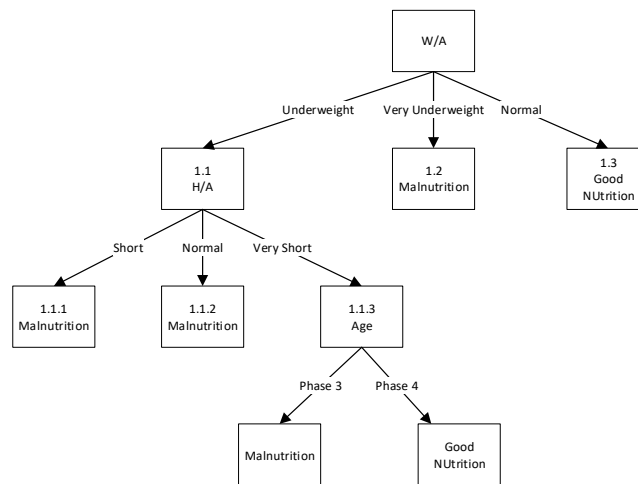 W/A
Underweight
Very Underweight
Normal
1.1
H/A
1.2
Malnutrition
1.3
Good
NUtrition
Short
Normal
Very Short
1.1.1
Malnutrition
1.1.2
Malnutrition
1.1.3
Age
Phase 3
Phase 4
Malnutrition
Good
NUtrition